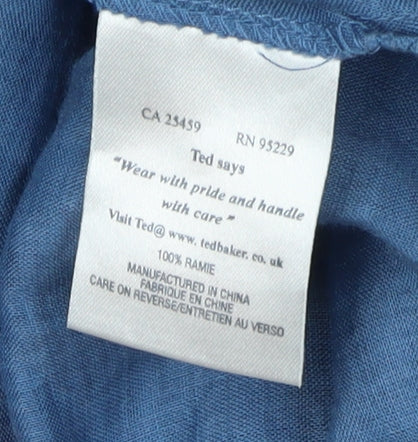 CA 25459 RN 95229
Ted says
"Wear with pride and handle
with care"
Visit Ted@ www. tedbaker. co. uk
100% RAMIE
MANUFACTURED IN CHINA
FABRIQUE EN CHINE
CARE ON REVERSE/ENTRETIEN AU VERSO